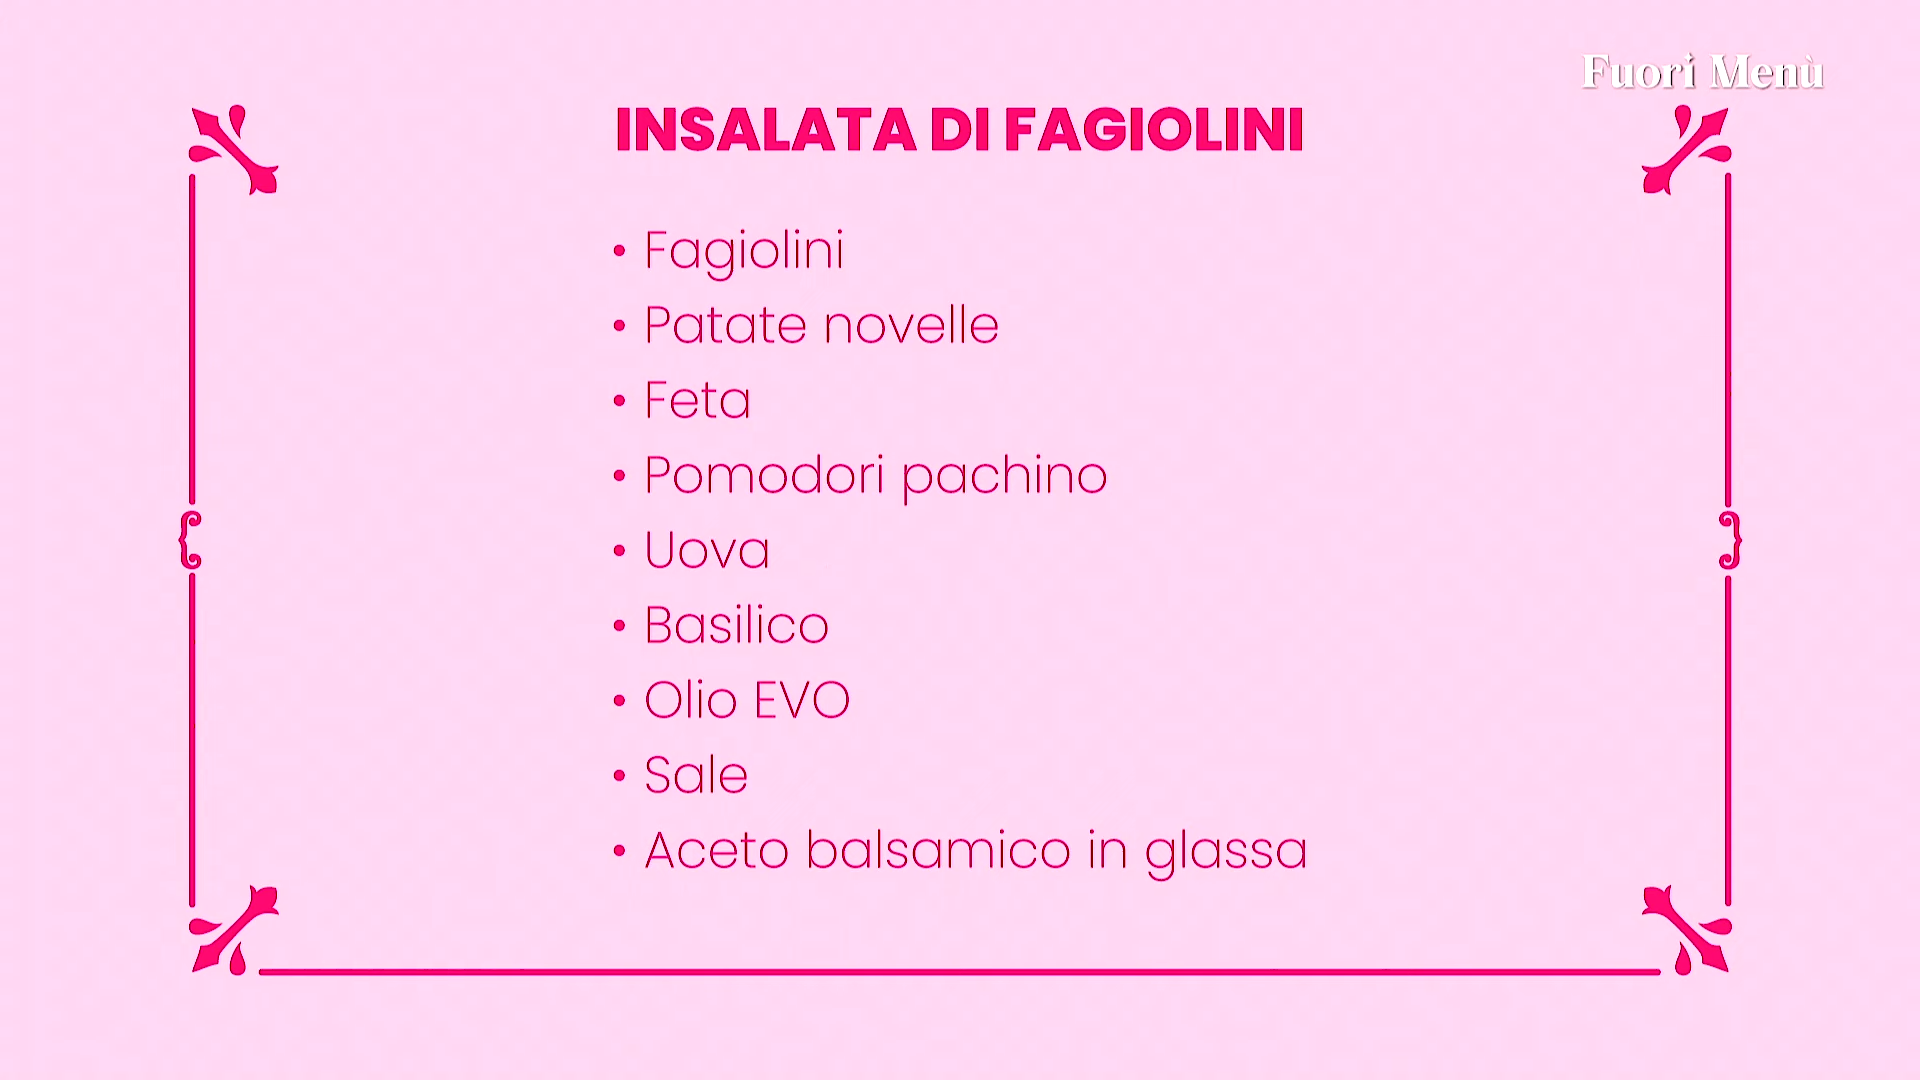 Fuori Menù
INSALATA DI FAGIOLINI
• Fagiolini
• Patate novelle
• Feta
• Pomodori pachino
• Uova
• Basilico
• Olio EVO
• Sale
• Aceto balsamico in glassa